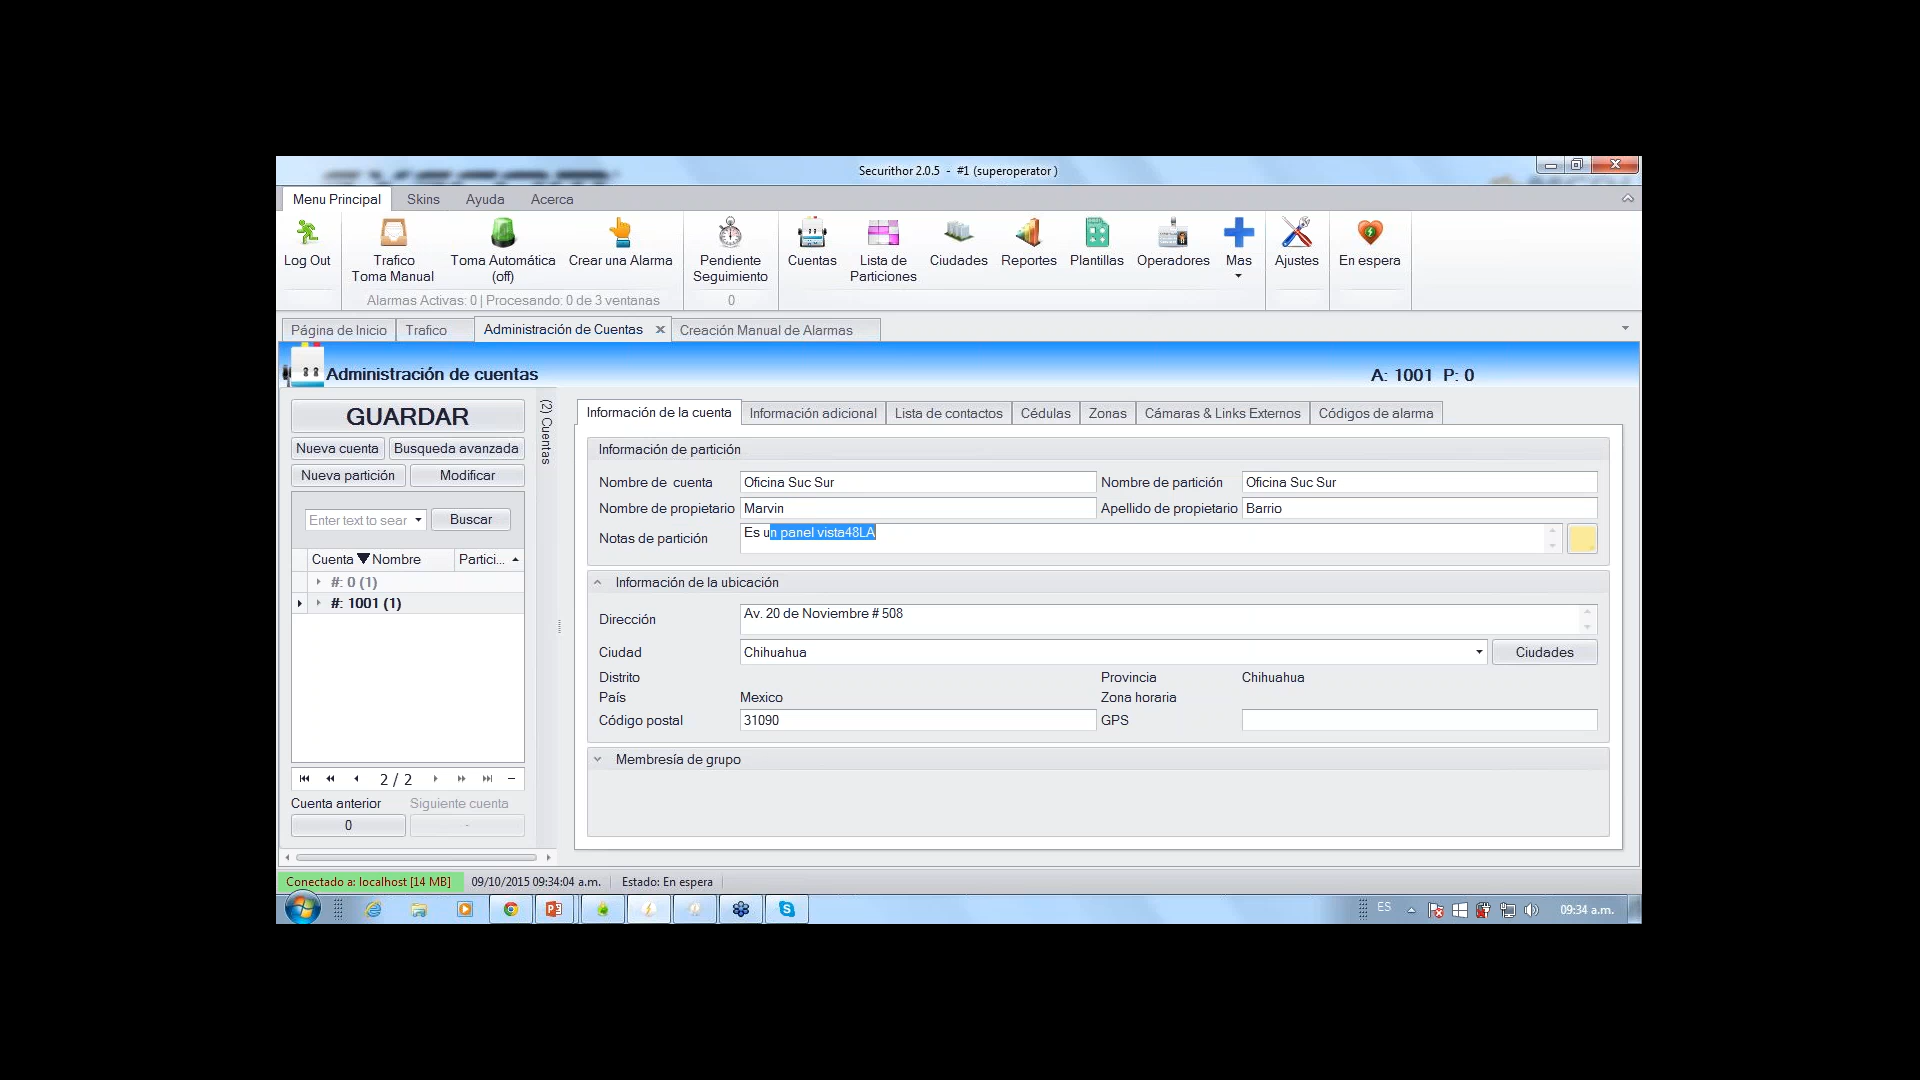 Securithor 2.0.5 - #1 (superoperator )
Menu Principal Skins Ayuda Acerca
Log Out
Trafico
Toma Manual
Toma Automática
(off)
Crear una Alarma
Alarmas Activas: 0 | Procesando: 0 de 3 ventanas
Pendiente
Seguimiento
0
Cuentas
Lista de
Particiones
Ciudades
Reportes
Plantillas
Operadores
Mas
Ajustes
En espera
Página de Inicio Trafico Administración de Cuentas Creación Manual de Alarmas
Administración de cuentas A: 1001 P: 0
GUARDAR
Nueva cuenta Busqueda avanzada
Nueva partición Modificar
Enter text to sear Buscar
Cuenta Nombre Partici...
#: 0 (1)
#: 1001 (1)
2 / 2
Cuenta anterior Siguiente cuenta
0 -
(2) Cuentas
Información de la cuenta Información adicional Lista de contactos Cédulas Zonas Cámaras & Links Externos Códigos de alarma
Información de partición
Nombre de cuenta Oficina Suc Sur Nombre de partición Oficina Suc Sur
Nombre de propietario Marvin Apellido de propietario Barrio
Notas de partición Es un panel vista48LA
Información de la ubicación
Dirección Av. 20 de Noviembre # 508
Ciudad Chihuahua Ciudades
Distrito Provincia Chihuahua
País Mexico Zona horaria
Código postal 31090 GPS
Membresía de grupo
Conectado a: localhost [14 MB] 09/10/2015 09:34:04 a.m. Estado: En espera
ES 09:34 a.m.